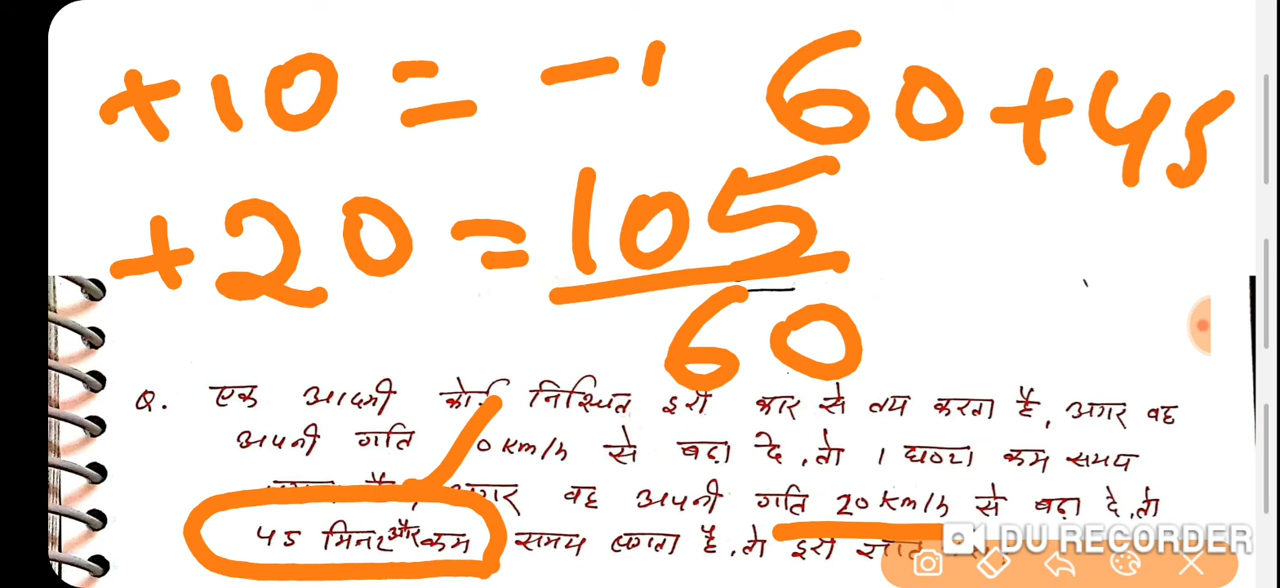 +10 = -1 60+45
+20 = 105
60
Q. एक आदमी कोई निश्चित दूरी कार से तय करता है, अगर वह
अपनी गति 0 km/h से बढ़ा दे, तो 1 घण्टा कम समय
है, अगर वह अपनी गति 20 km/h से बढ़ा दे, तो
45 मिनट और कम समय लगता है, तो दूरी ज्ञात
DU RECORDER